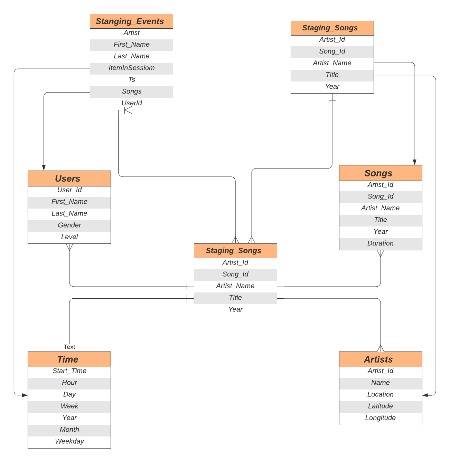 Stanging_Events
Artist
First_Name
Last_Name
ItemInSessiom
Ts
Songs
UserId
Staging_Songs
Artist_Id
Song_Id
Artist_Name
Title
Year
Users
User_Id
First_Name
Last_Name
Gender
Level
Songs
Artist_Id
Song_Id
Artist_Name
Title
Year
Duration
Staging_Songs
Artist_Id
Song_Id
Artist_Name
Title
Year
Text
Time
Start_Time
Hour
Day
Week
Year
Month
Weekday
Artists
Artist_Id
Name
Location
Latitude
Longitude